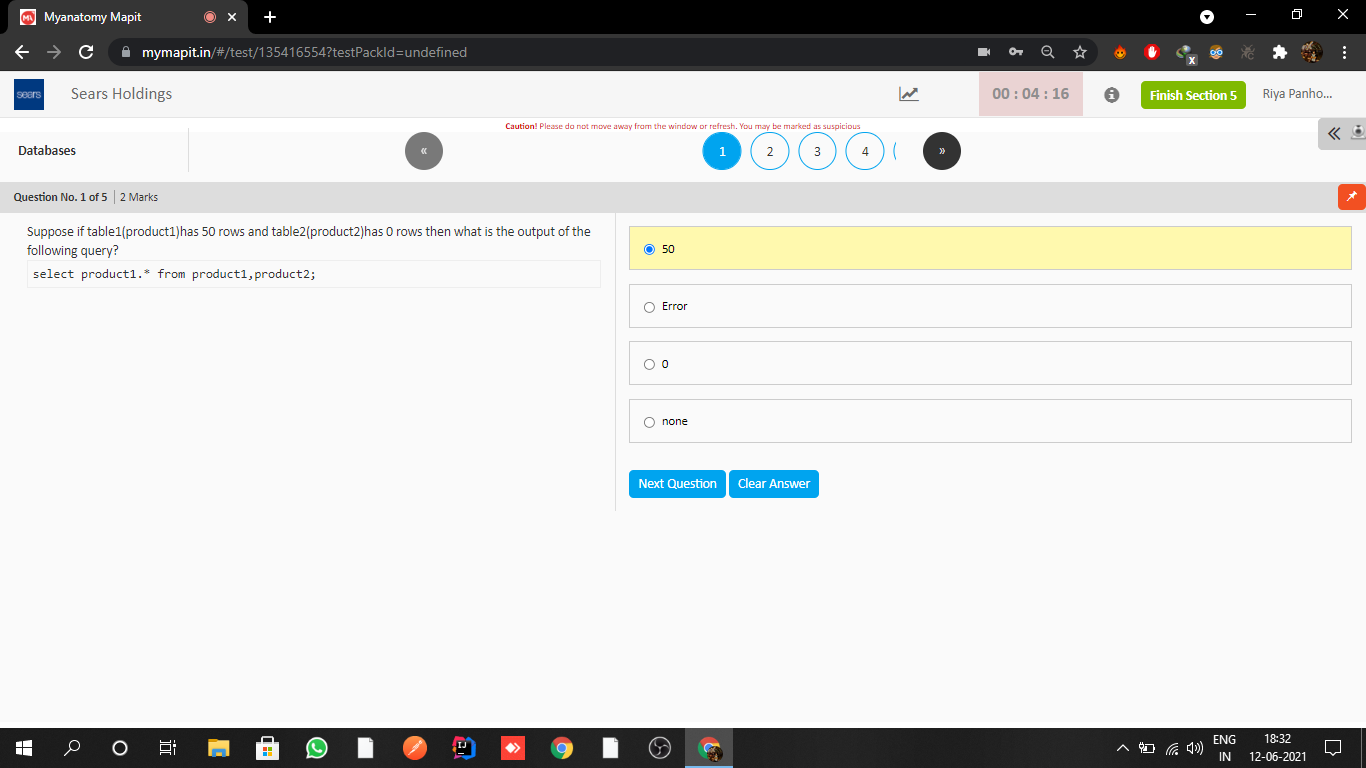 Myanatomy Mapit
mymapit.in/#/test/135416554?testPackId=undefined
sears
Sears Holdings
00 : 04 : 16
Finish Section 5
Riya Panho...
Caution! Please do not move away from the window or refresh, You may be marked as suspicious
Databases
«
1
2
3
4
»
Question No. 1 of 5
2 Marks
Suppose if table1(product1)has 50 rows and table2(product2)has 0 rows then what is the output of the
following query?
select product1.* from product1,product2;
50
Error
0
none
Next Question
Clear Answer
ENG
IN
18:32
12-06-2021